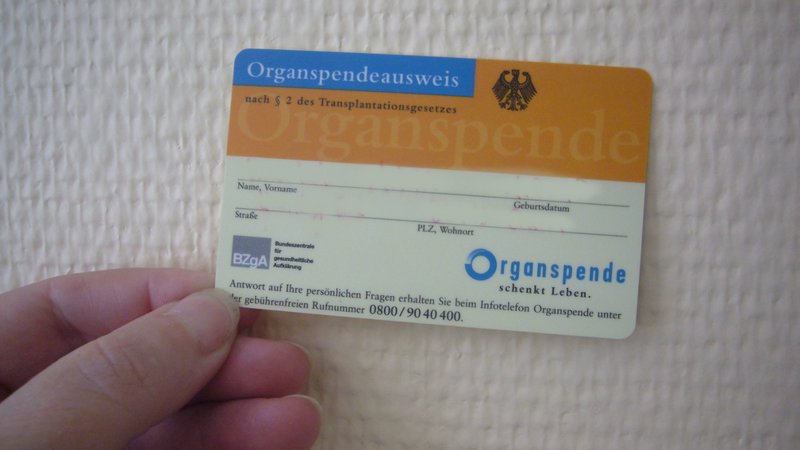 Organspendeausweis
nach § 2 des Transplantationsgesetzes
Organspende
Name, Vorname
Geburtsdatum
Straße
PLZ, Wohnort
BZgA
Bundeszentrale
für
gesundheitliche
Aufklärung
Organspende
schenkt Leben.
Antwort auf Ihre persönlichen Fragen erhalten Sie beim Infotelefon Organspende unter
der gebührenfreien Rufnummer 0800/90 40 400.